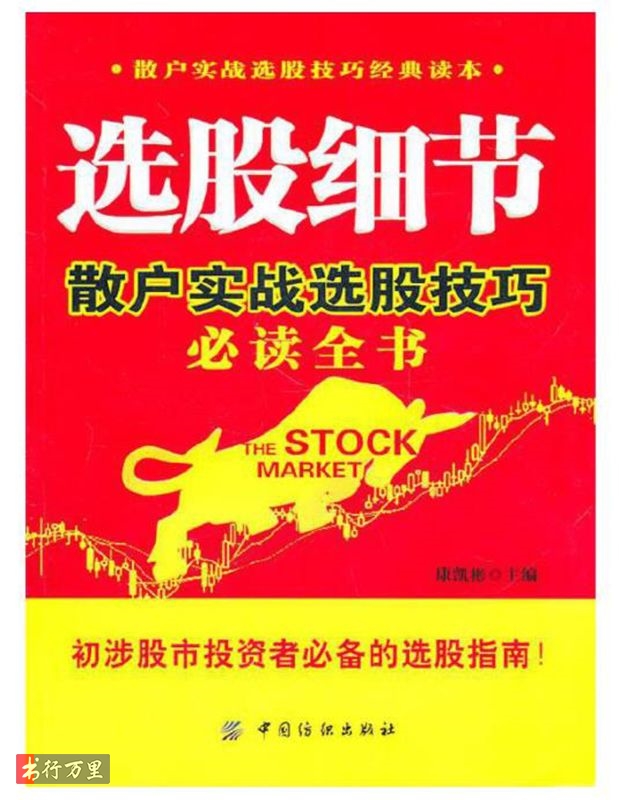 • 散户实战选股技巧经典读本 •
选股细节
散户实战选股技巧
必读全书
THE STOCK
MARKET
康凯彬◎主编
初涉股市投资者必备的选股指南！
中国纺织出版社
书行万里